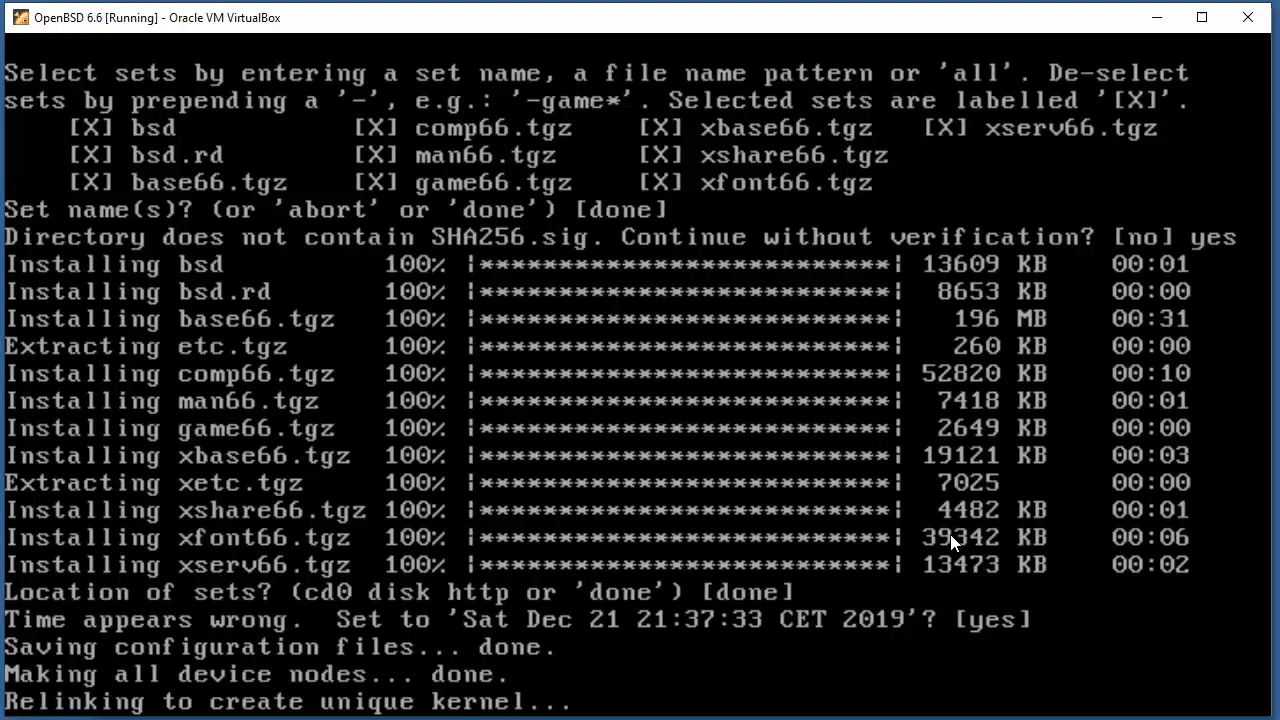 OpenBSD 6.6 [Running] - Oracle VM VirtualBox
Select sets by entering a set name, a file name pattern or 'all'. De-select
sets by prepending a '-', e.g.: '-game*'. Selected sets are labelled '[X]'.
[X] bsd [X] comp66.tgz [X] xbase66.tgz [X] xserv66.tgz
[X] bsd.rd [X] man66.tgz [X] xshare66.tgz
[X] base66.tgz [X] game66.tgz [X] xfont66.tgz
Set name(s)? (or 'abort' or 'done') [done]
Directory does not contain SHA256.sig. Continue without verification? [no] yes
Installing bsd 100% |**************************| 13609 KB 00:01
Installing bsd.rd 100% |**************************| 8653 KB 00:00
Installing base66.tgz 100% |**************************| 196 MB 00:31
Extracting etc.tgz 100% |**************************| 260 KB 00:00
Installing comp66.tgz 100% |**************************| 52820 KB 00:10
Installing man66.tgz 100% |**************************| 7418 KB 00:01
Installing game66.tgz 100% |**************************| 2649 KB 00:00
Installing xbase66.tgz 100% |**************************| 19121 KB 00:03
Extracting xetc.tgz 100% |**************************| 7025 00:00
Installing xshare66.tgz 100% |**************************| 4482 KB 00:01
Installing xfont66.tgz 100% |**************************| 39342 KB 00:06
Installing xserv66.tgz 100% |**************************| 13473 KB 00:02
Location of sets? (cd0 disk http or 'done') [done]
Time appears wrong. Set to 'Sat Dec 21 21:37:33 CET 2019'? [yes]
Saving configuration files... done.
Making all device nodes... done.
Relinking to create unique kernel...